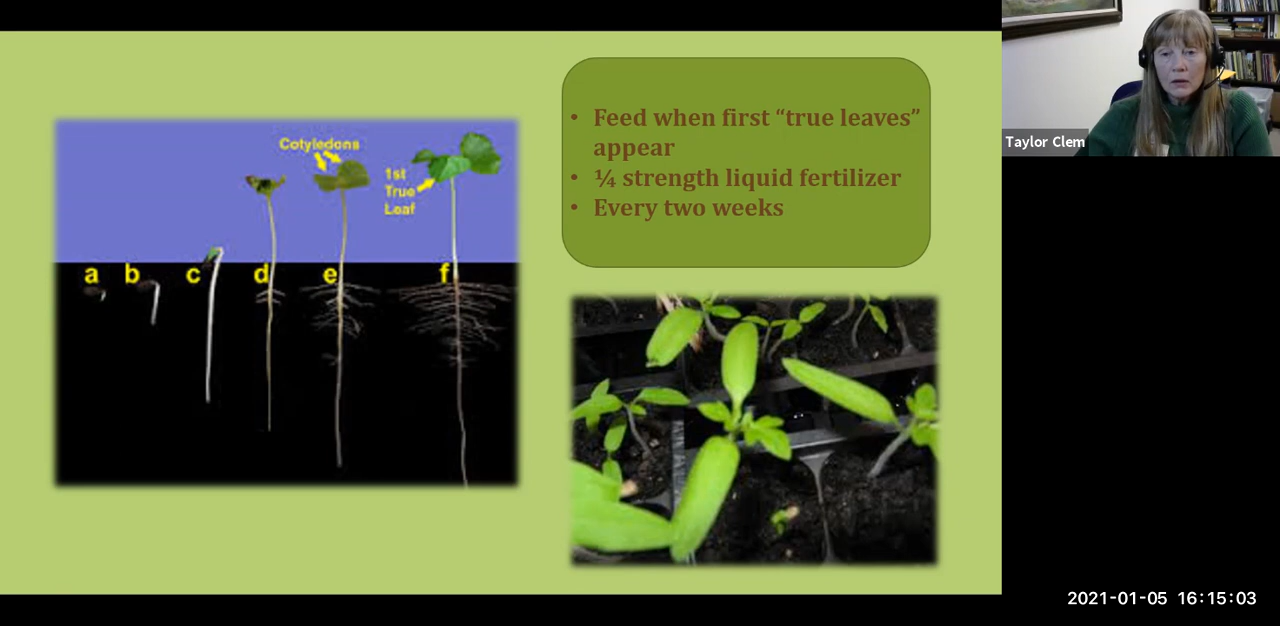 Cotyledons
1st
True
Leaf
a b c d e f
• Feed when first “true leaves”
appear
• ¼ strength liquid fertilizer
• Every two weeks
Taylor Clem
2021-01-05 16:15:03